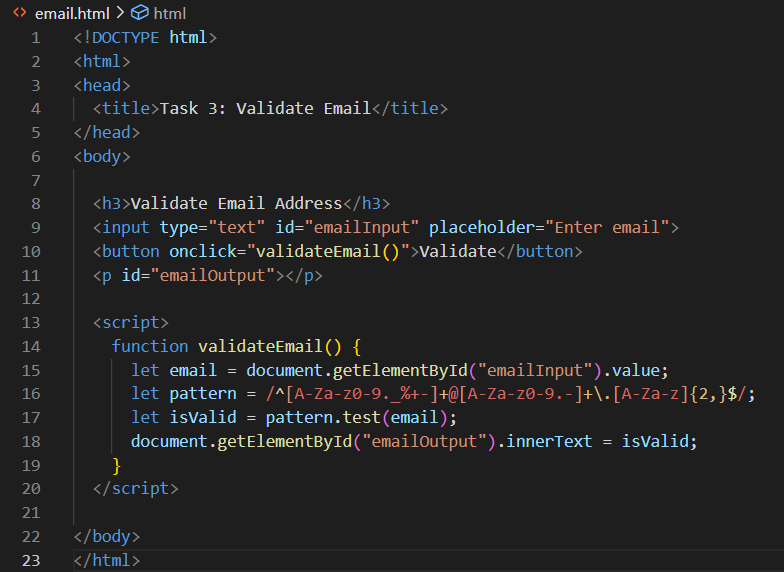 email.html > html
1 <!DOCTYPE html>
2 <html>
3 <head>
4   <title>Task 3: Validate Email</title>
5 </head>
6 <body>
7
8   <h3>Validate Email Address</h3>
9   <input type="text" id="emailInput" placeholder="Enter email">
10   <button onclick="validateEmail()">Validate</button>
11   <p id="emailOutput"></p>
12
13   <script>
14     function validateEmail() {
15       let email = document.getElementById("emailInput").value;
16       let pattern = /^[A-Za-z0-9._%+-]+@[A-Za-z0-9.-]+\.[A-Za-z]{2,}$/;
17       let isValid = pattern.test(email);
18       document.getElementById("emailOutput").innerText = isValid;
19     }
20   </script>
21
22 </body>
23 </html>